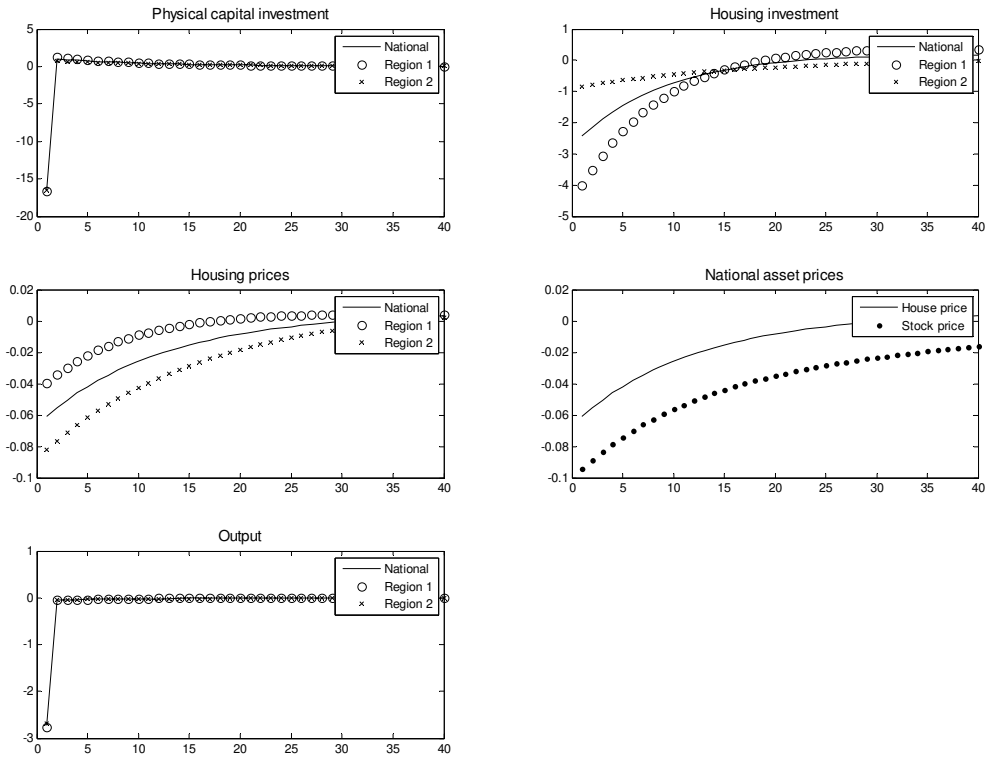 Physical capital investment
5
0
-5
-10
-15
-20
0 5 10 15 20 25 30 35 40
National
Region 1
Region 2
Housing investment
1
0
-1
-2
-3
-4
-5
0 5 10 15 20 25 30 35 40
National
Region 1
Region 2
Housing prices
0.02
0
-0.02
-0.04
-0.06
-0.08
-0.1
0 5 10 15 20 25 30 35 40
National
Region 1
Region 2
National asset prices
0.02
0
-0.02
-0.04
-0.06
-0.08
-0.1
0 5 10 15 20 25 30 35 40
House price
Stock price
Output
1
0
-1
-2
-3
0 5 10 15 20 25 30 35 40
National
Region 1
Region 2